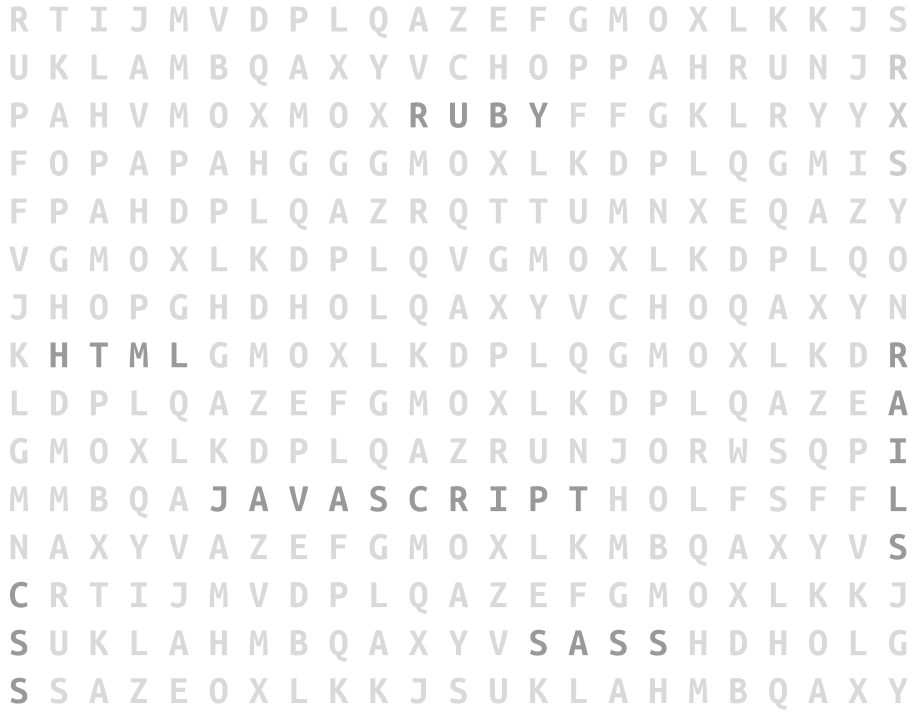 R T I J M V D P L Q A Z E F G M O X L K K J S
U K L A M B Q A X Y V C H O P P A H R U N J R
P A H V M O X M O X R U B Y F F G K L R Y Y X
F O P A P A H G G G M O X L K D P L Q G M I S
F P A H D P L Q A Z R Q T T U M N X E Q A Z Y
V G M O X L K D P L Q V G M O X L K D P L Q O
J H O P G H D H O L Q A X Y V C H O Q A X Y N
K H T M L G M O X L K D P L Q G M O X L K D R
L D P L Q A Z E F G M O X L K D P L Q A Z E A
G M O X L K D P L Q A Z R U N J O R W S Q P I
M M B Q A J A V A S C R I P T H O L F S F F L
N A X Y V A Z E F G M O X L K M B Q A X Y V S
C R T I J M V D P L Q A Z E F G M O X L K K J
S U K L A H M B Q A X Y V S A S S H D H O L G
S S A Z E O X L K K J S U K L A H M B Q A X Y